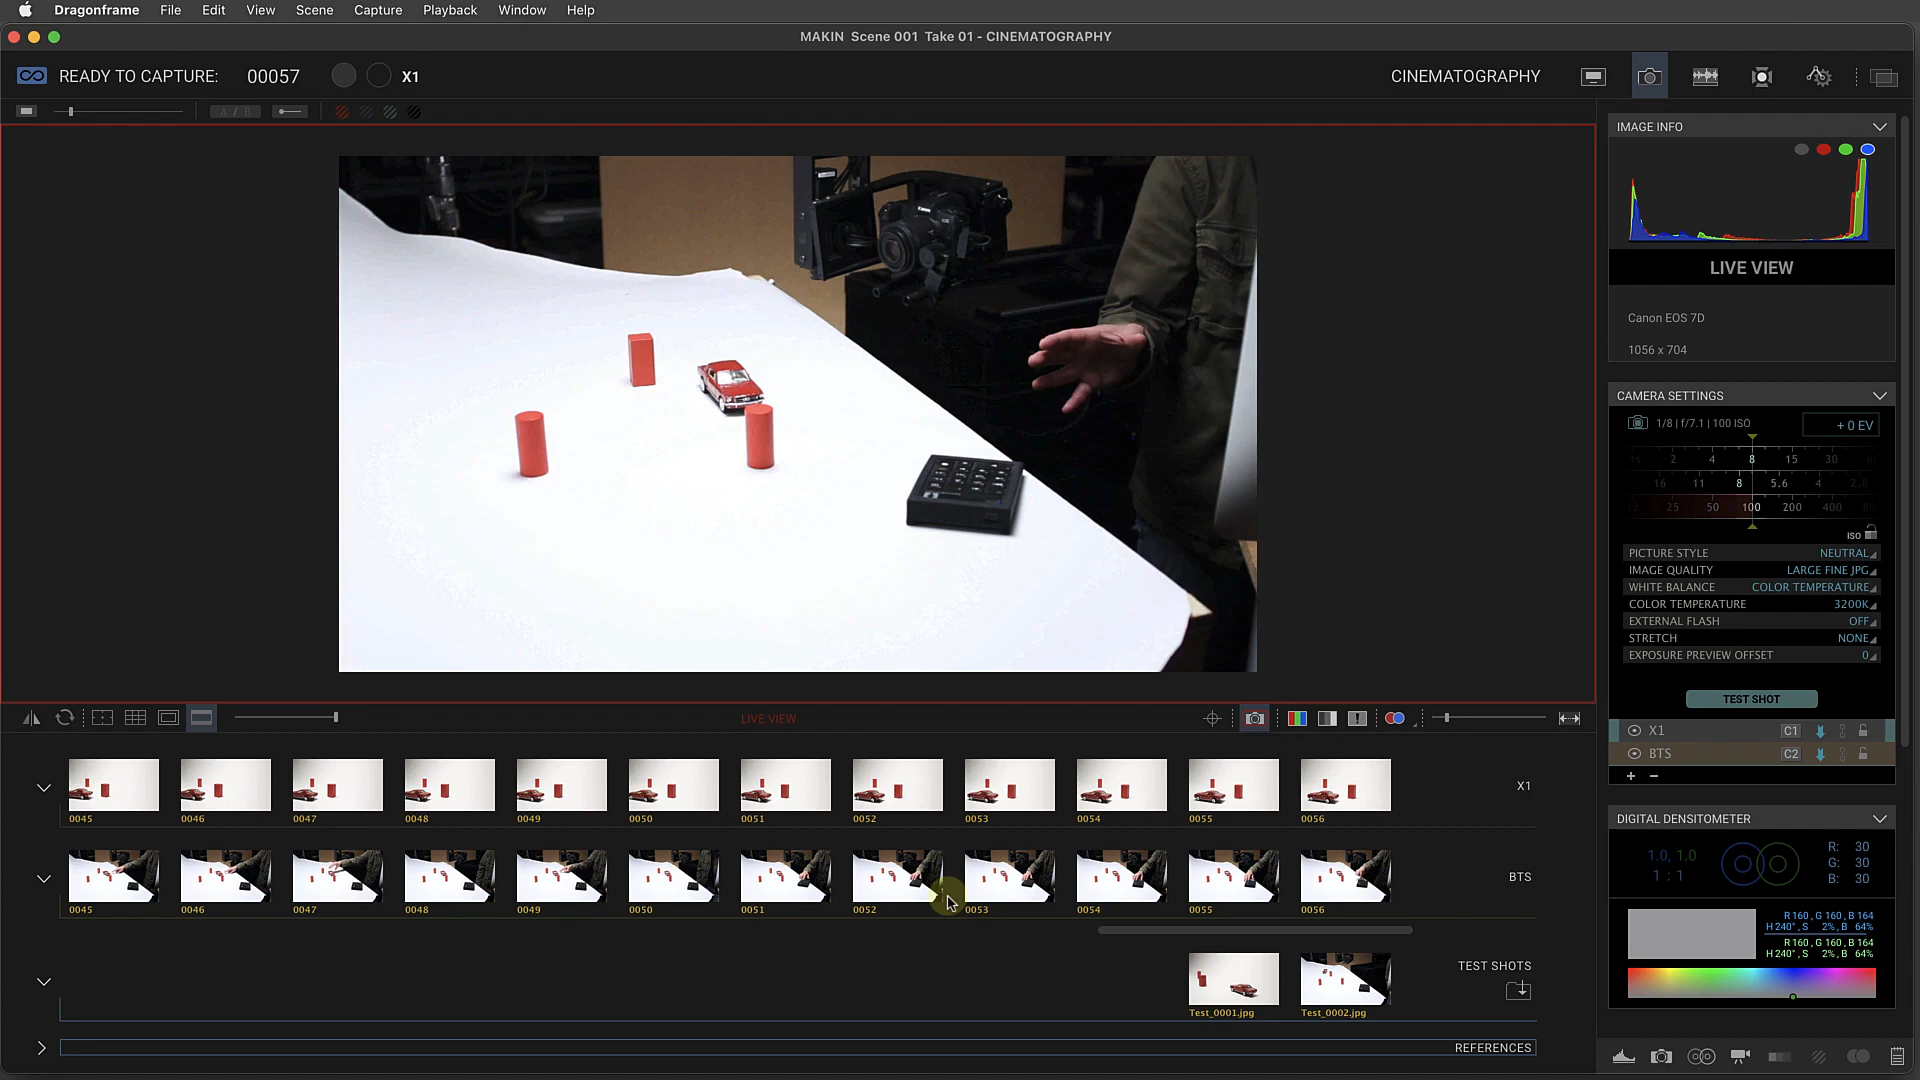 Dragonframe File Edit View Scene Capture Playback Window Help
MAKIN Scene 001 Take 01 - CINEMATOGRAPHY
READY TO CAPTURE: 00057 X1
CINEMATOGRAPHY
A / B
IMAGE INFO
LIVE VIEW
Canon EOS 7D
1056 x 704
CAMERA SETTINGS
1/8 | f/7.1 | 100 ISO + 0 EV
2 4 8 15 30
16 11 8 5.6 4 2.8
25 50 100 200 400
ISO
PICTURE STYLE NEUTRAL
IMAGE QUALITY LARGE FINE JPG
WHITE BALANCE COLOR TEMPERATURE
COLOR TEMPERATURE 3200K
EXTERNAL FLASH OFF
STRETCH NONE
EXPOSURE PREVIEW OFFSET 0
TEST SHOT
X1 C1
BTS C2
+ −
DIGITAL DENSITOMETER
1.0, 1.0
1 : 1
R: 30
G: 30
B: 30
R 160 , G 160 , B 164
H 240° , S 2% , B 64%
R 160 , G 160 , B 164
H 240° , S 2% , B 64%
Canon
LIVE VIEW
X1
0045 0046 0047 0048 0049 0050 0051 0052 0053 0054 0055 0056
BTS
0045 0046 0047 0048 0049 0050 0051 0052 0053 0054 0055 0056
TEST SHOTS
Test_0001.jpg Test_0002.jpg
REFERENCES